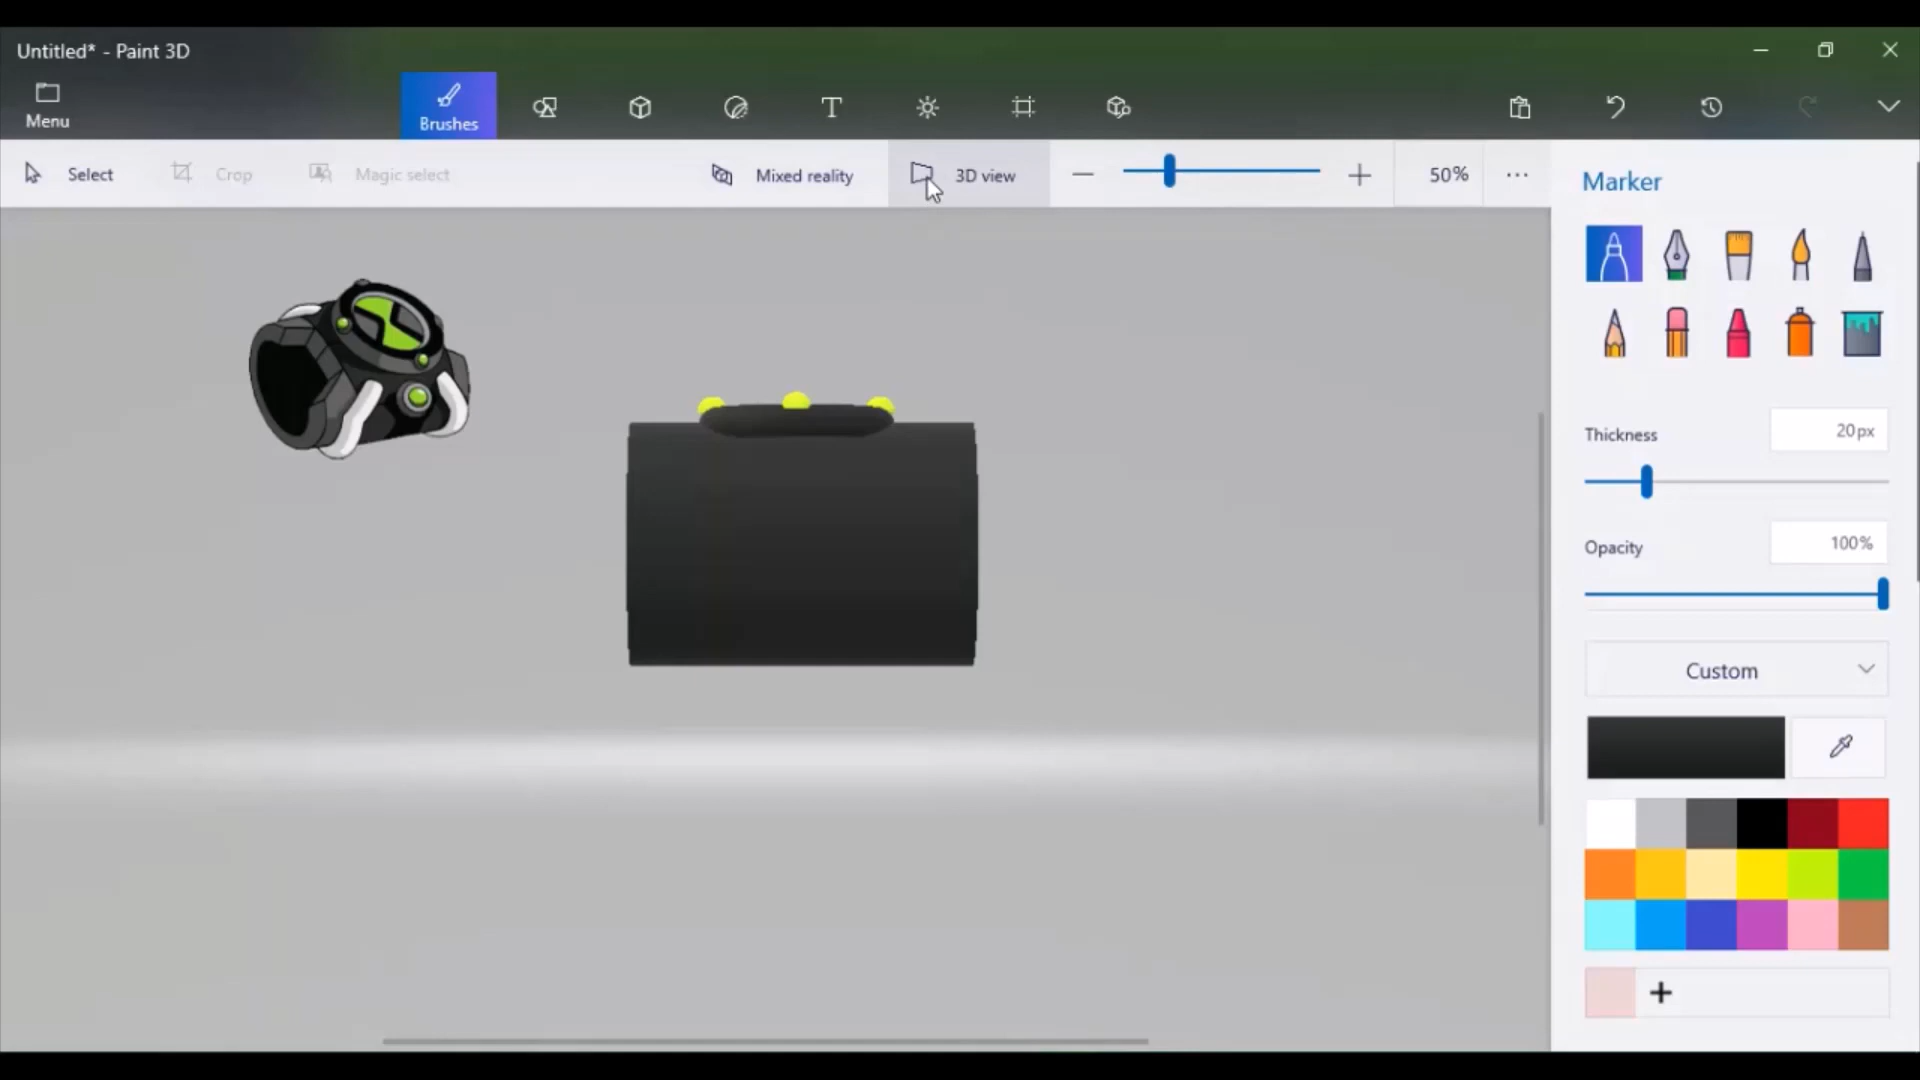 Untitled* - Paint 3D
Menu
Brushes
Select
Crop
Magic select
Mixed reality
3D view
50%
Marker
Thickness
20px
Opacity
100%
Custom